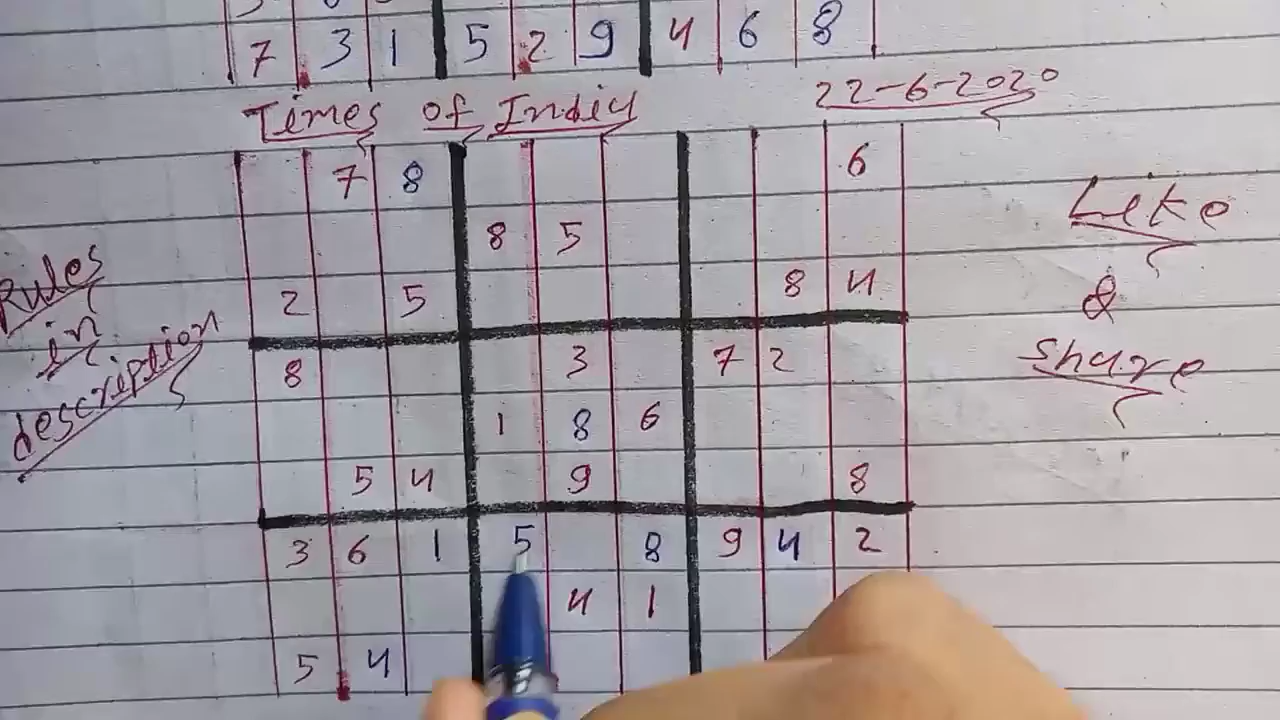 7 3 1 5 2 9 4 6 8
Times of India 22-6-2020
7 8 6
8 5
2 5 8 4
8 3 7 2
1 8 6
5 4 9 8
3 6 1 5 8 9 4 2
4 1
5 4
Rules
in
description
Like
&
share